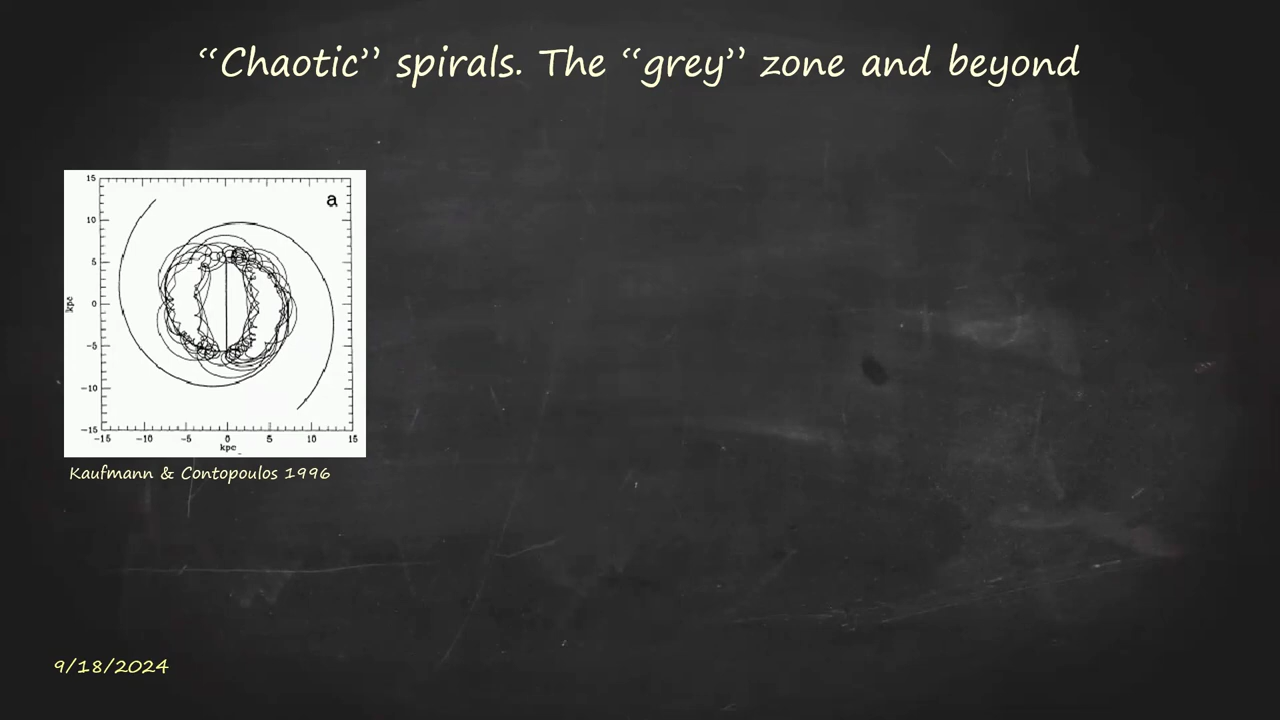 “Chaotic” spirals. The “grey” zone and beyond
a
15
10
5
0
-5
-10
-15
kpc
-15 -10 -5 0 5 10 15
kpc
Kaufmann & Contopoulos 1996
9/18/2024